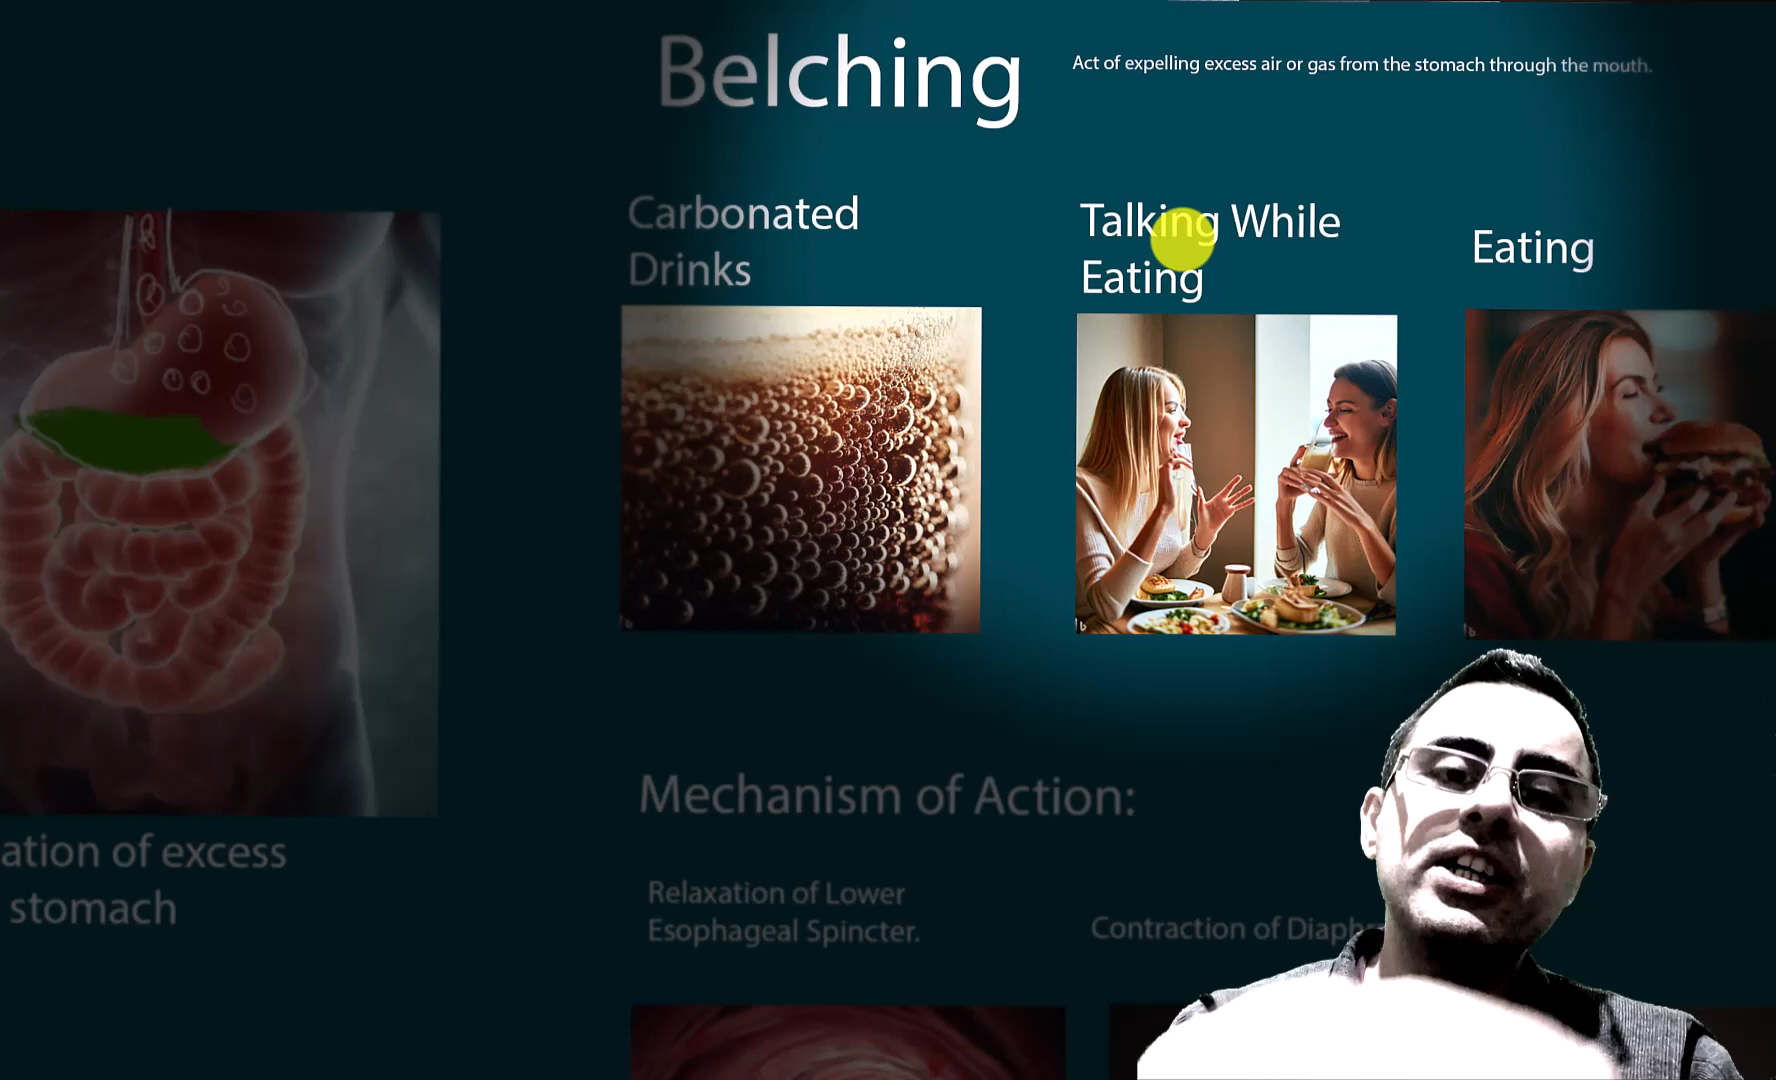 Belching
Act of expelling excess air or gas from the stomach through the mouth.
Carbonated
Drinks
Talking While
Eating
Eating
ation of excess
stomach
Mechanism of Action:
Relaxation of Lower
Esophageal Spincter.
Contraction of Diaph